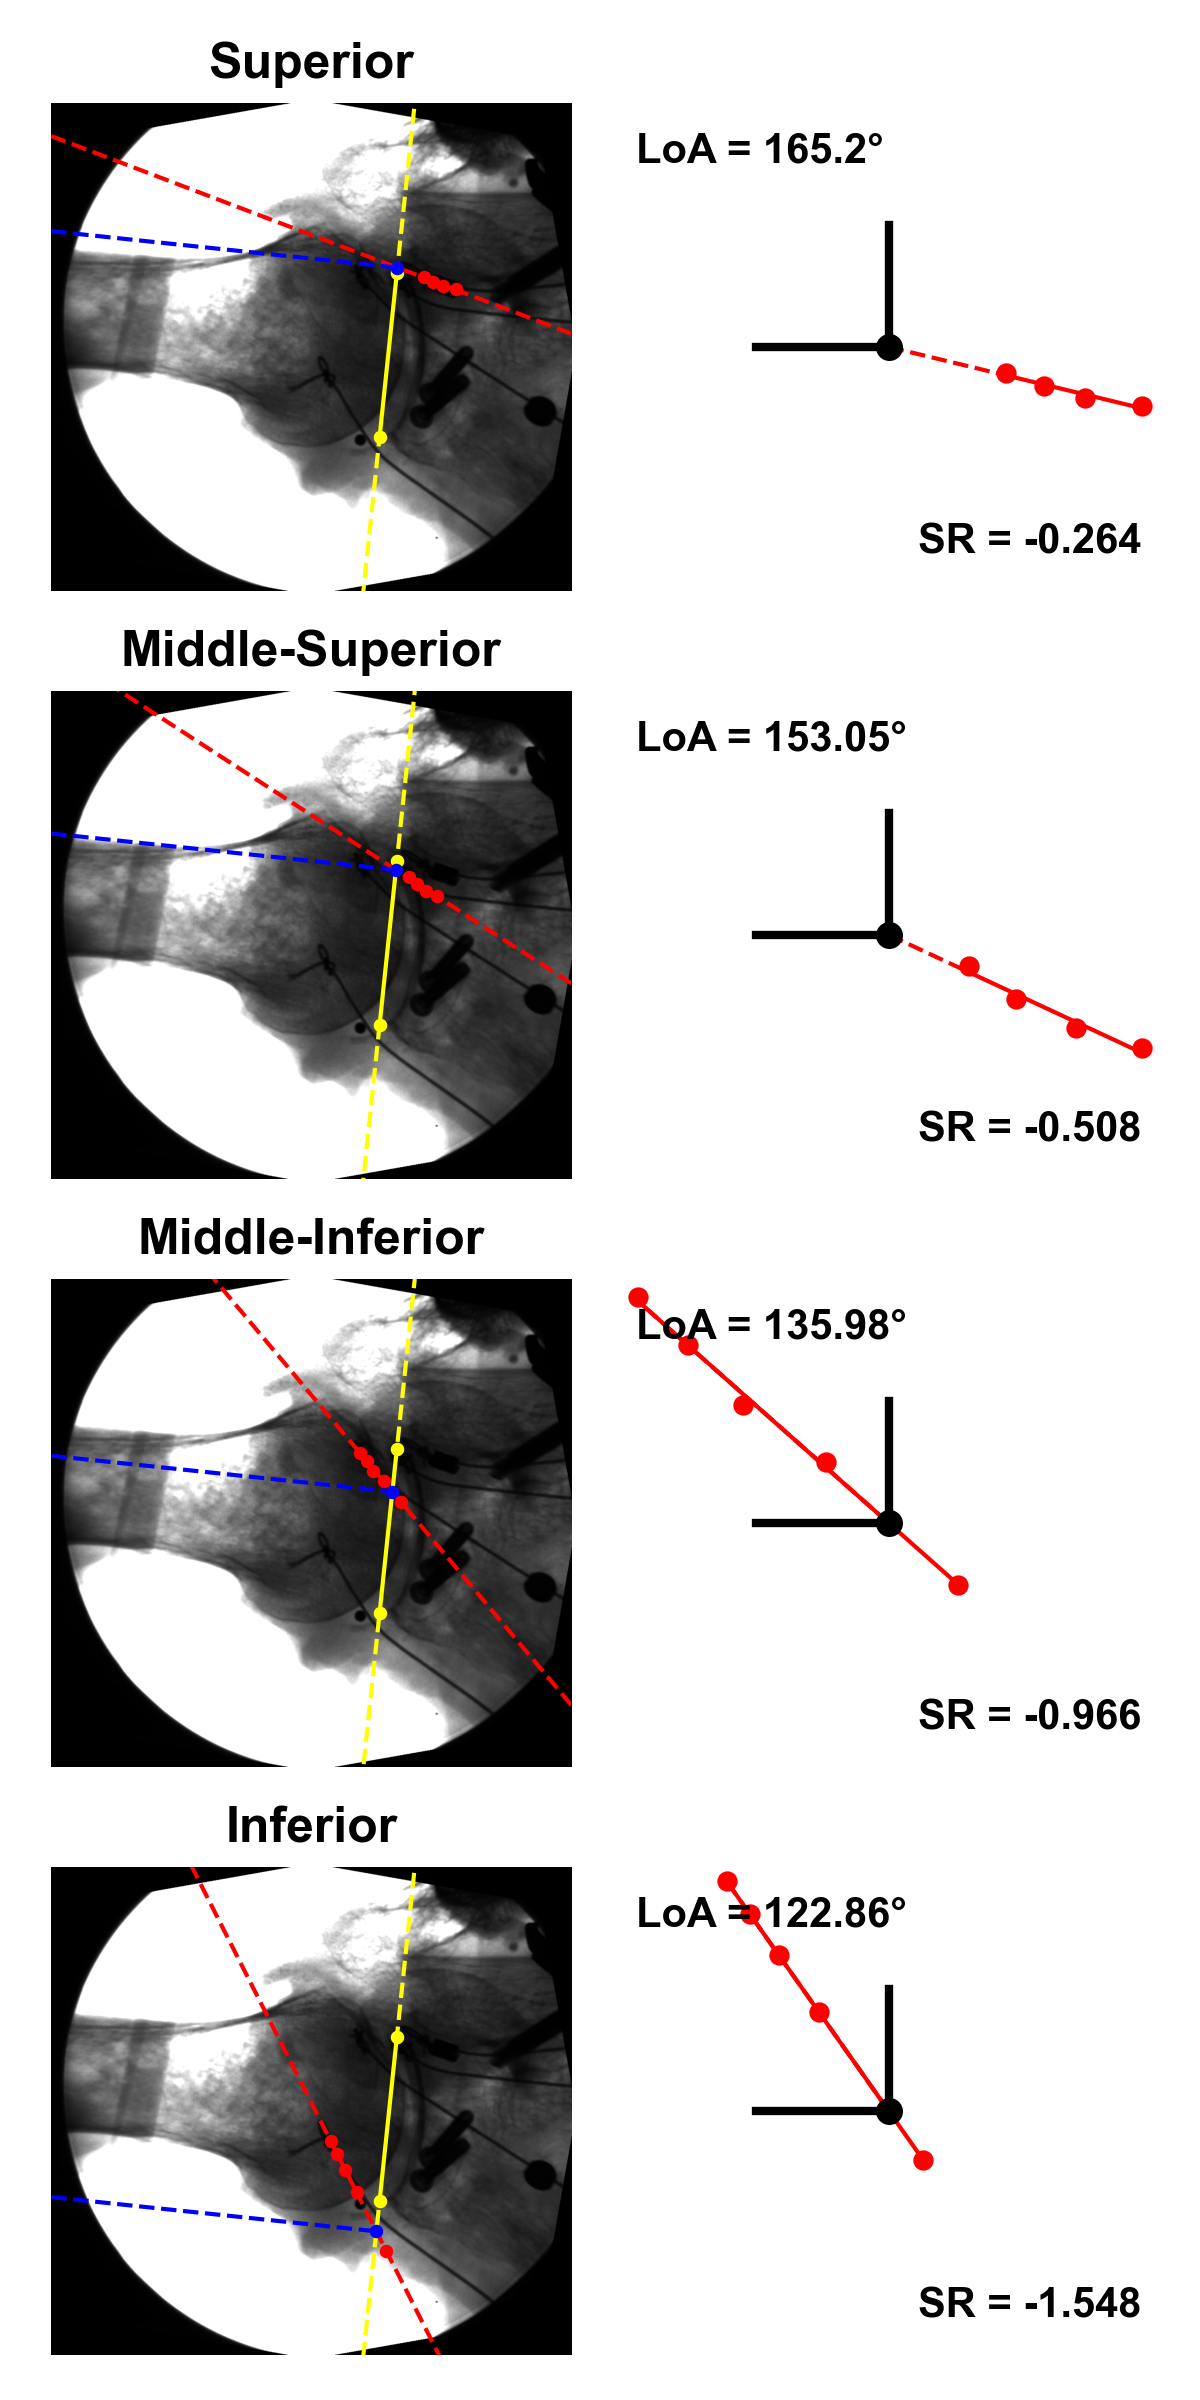 Superior
LoA = 165.2°
SR = -0.264
Middle-Superior
LoA = 153.05°
SR = -0.508
Middle-Inferior
LoA = 135.98°
SR = -0.966
Inferior
LoA = 122.86°
SR = -1.548